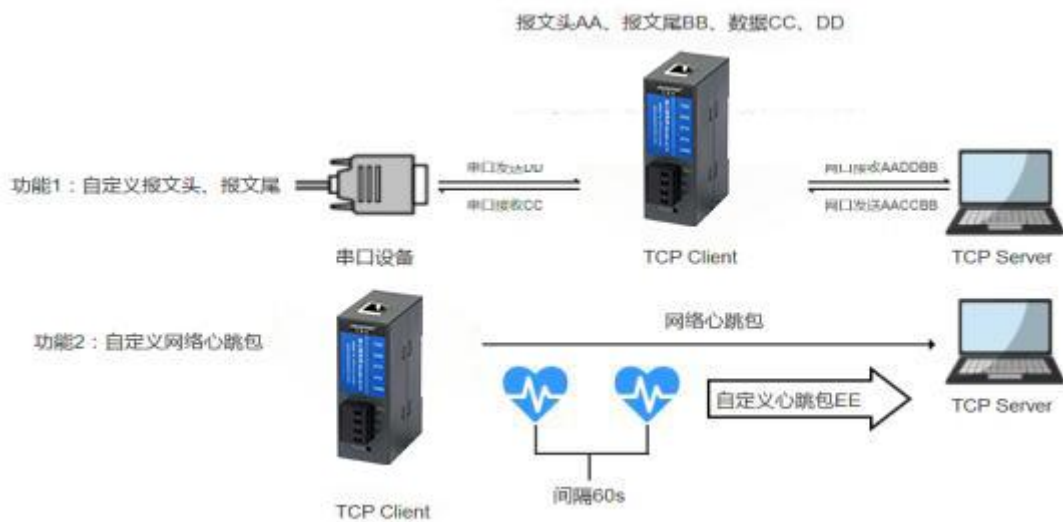 报文头AA、报文尾BB、数据CC、DD
功能1：自定义报文头、报文尾
串口发送DD
串口接收CC
网口接收AADDBB
网口发送AACCBB
串口设备
TCP Client
TCP Server
功能2：自定义网络心跳包
网络心跳包
自定义心跳包EE
TCP Server
间隔60s
TCP Client